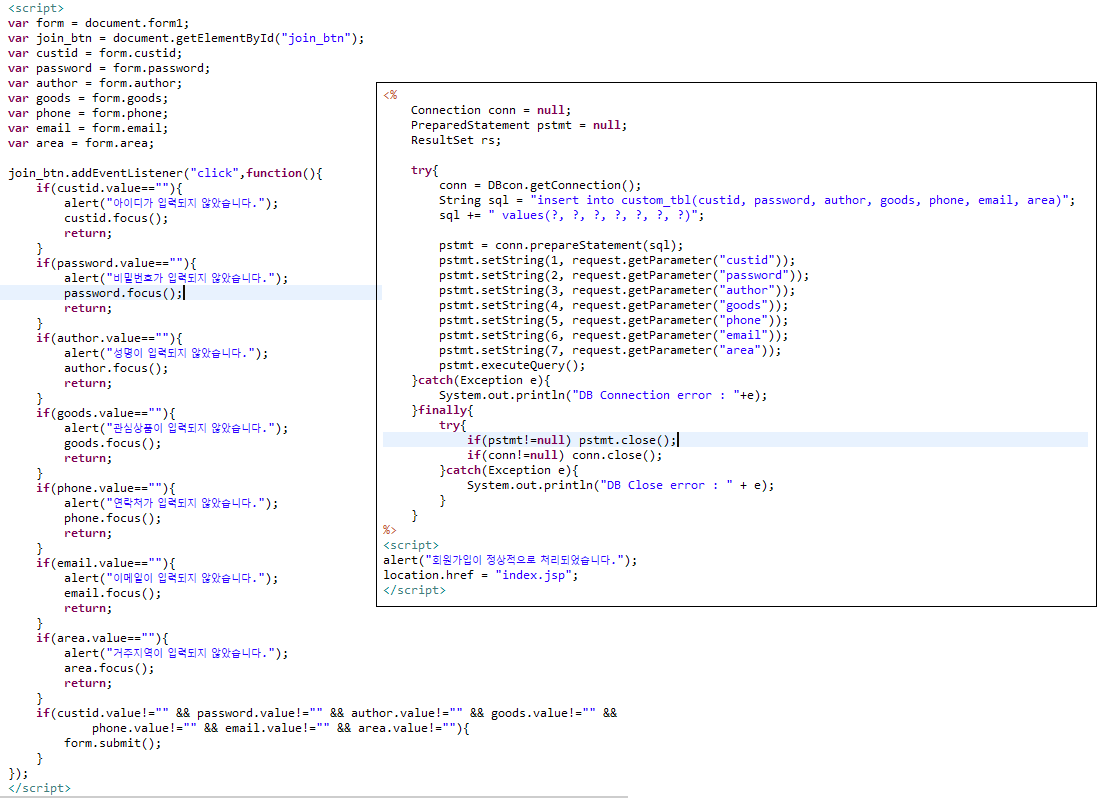 <script>
var form = document.form1;
var join_btn = document.getElementById("join_btn");
var custid = form.custid;
var password = form.password;
var author = form.author;
var goods = form.goods;
var phone = form.phone;
var email = form.email;
var area = form.area;

join_btn.addEventListener("click",function(){
    if(custid.value==""){
        alert("아이디가 입력되지 않았습니다.");
        custid.focus();
        return;
    }
    if(password.value==""){
        alert("비밀번호가 입력되지 않았습니다.");
        password.focus();
        return;
    }
    if(author.value==""){
        alert("성명이 입력되지 않았습니다.");
        author.focus();
        return;
    }
    if(goods.value==""){
        alert("관심상품이 입력되지 않았습니다.");
        goods.focus();
        return;
    }
    if(phone.value==""){
        alert("연락처가 입력되지 않았습니다.");
        phone.focus();
        return;
    }
    if(email.value==""){
        alert("이메일이 입력되지 않았습니다.");
        email.focus();
        return;
    }
    if(area.value==""){
        alert("거주지역이 입력되지 않았습니다.");
        area.focus();
        return;
    }
    if(custid.value!="" && password.value!="" && author.value!="" && goods.value!="" &&
            phone.value!="" && email.value!="" && area.value!=""){
        form.submit();
    }
});
</script>
<%
    Connection conn = null;
    PreparedStatement pstmt = null;
    ResultSet rs;

    try{
        conn = DBcon.getConnection();
        String sql = "insert into custom_tbl(custid, password, author, goods, phone, email, area)";
        sql += " values(?, ?, ?, ?, ?, ?, ?)";

        pstmt = conn.prepareStatement(sql);
        pstmt.setString(1, request.getParameter("custid"));
        pstmt.setString(2, request.getParameter("password"));
        pstmt.setString(3, request.getParameter("author"));
        pstmt.setString(4, request.getParameter("goods"));
        pstmt.setString(5, request.getParameter("phone"));
        pstmt.setString(6, request.getParameter("email"));
        pstmt.setString(7, request.getParameter("area"));
        pstmt.executeQuery();
    }catch(Exception e){
        System.out.println("DB Connection error : "+e);
    }finally{
        try{
            if(pstmt!=null) pstmt.close();
            if(conn!=null) conn.close();
        }catch(Exception e){
            System.out.println("DB Close error : " + e);
        }
    }
%>
<script>
alert("회원가입이 정상적으로 처리되었습니다.");
location.href = "index.jsp";
</script>